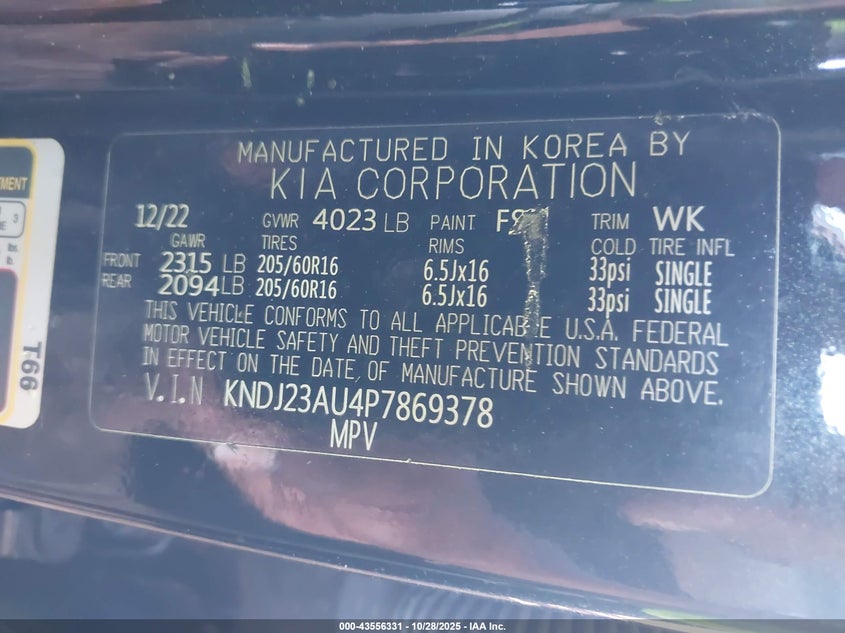 MANUFACTURED IN KOREA BY
KIA CORPORATION
12/22 GVWR 4023 LB PAINT TRIM WK
GAWR TIRES RIMS COLD TIRE INFL
FRONT 2315 LB 205/60R16 6.5Jx16 33psi SINGLE
REAR 2094 LB 205/60R16 6.5Jx16 33psi SINGLE
THIS VEHICLE CONFORMS TO ALL APPLICABLE U.S.A. FEDERAL
MOTOR VEHICLE SAFETY AND THEFT PREVENTION STANDARDS
IN EFFECT ON THE DATE OF MANUFACTURE SHOWN ABOVE.
V.I.N KNDJ23AU4P7869378
MPV
T66
000-43556331 - 10/28/2025 - IAA Inc.